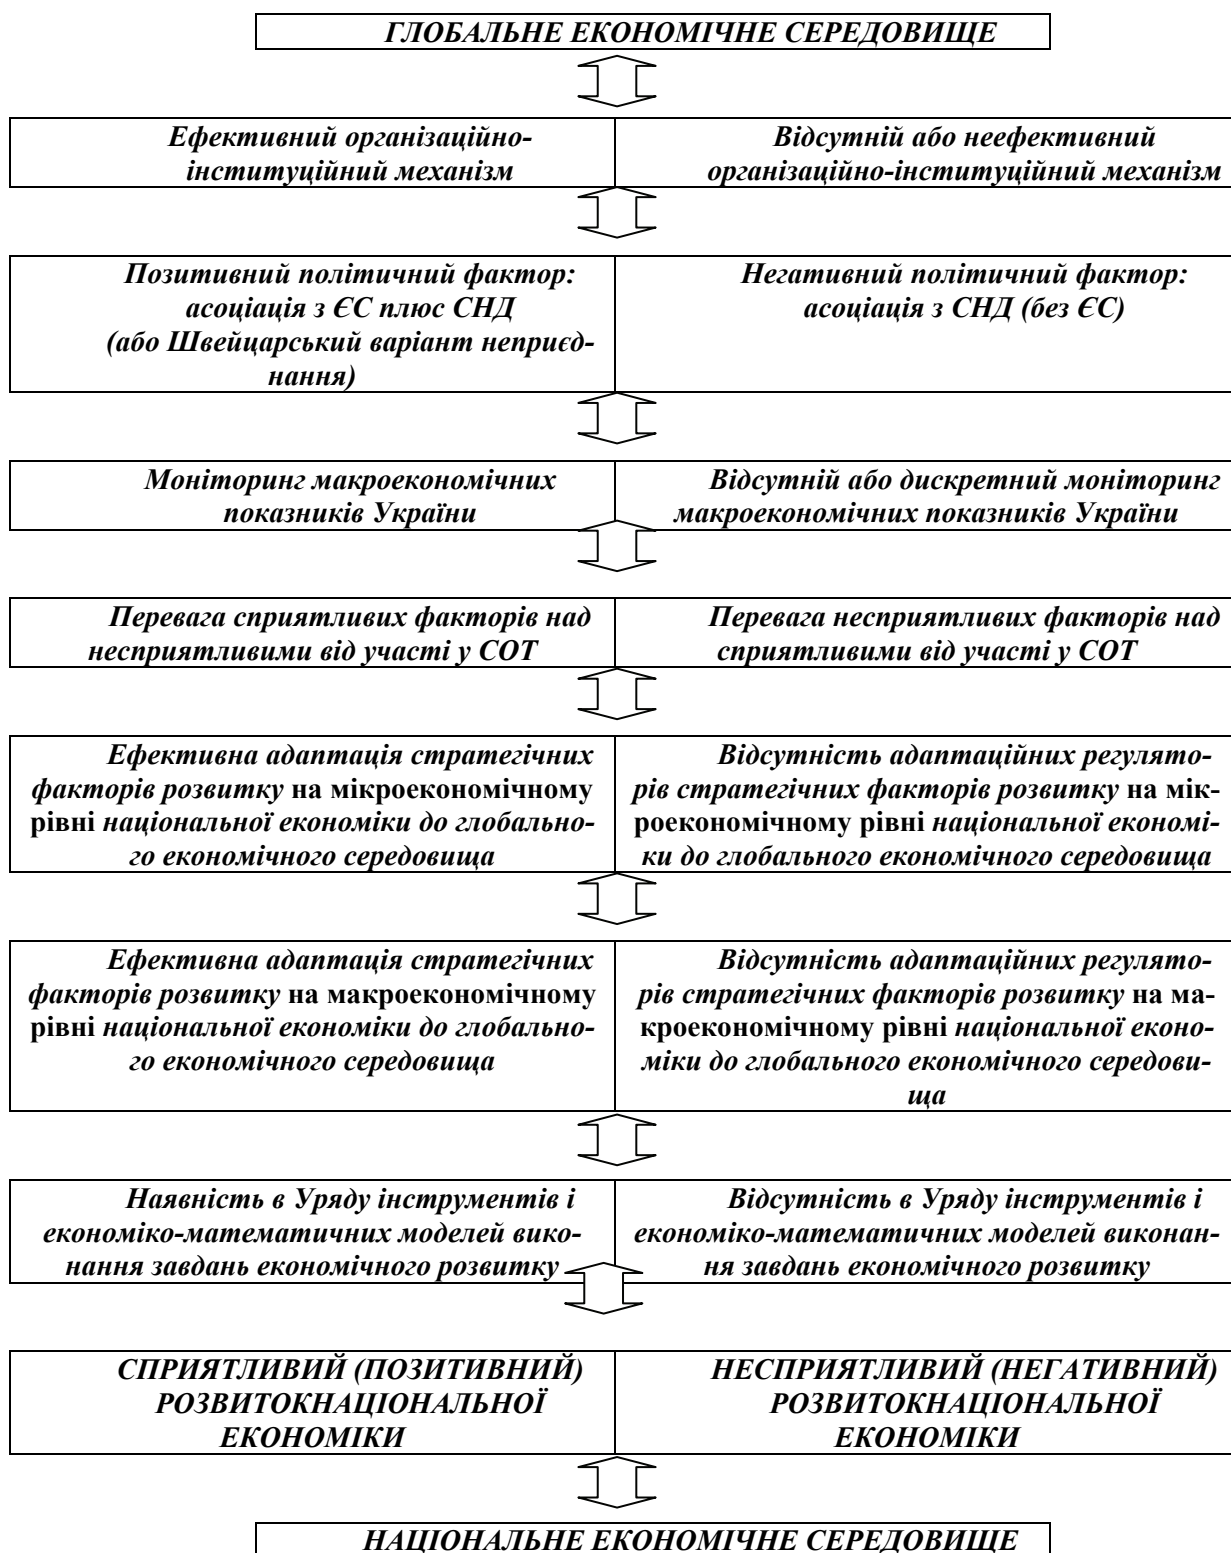 ГЛОБАЛЬНЕ ЕКОНОМІЧНЕ СЕРЕДОВИЩЕ
Ефективний організаційно-
інституційний механізм
Відсутній або неефективний
організаційно-інституційний механізм
Позитивний політичний фактор:
асоціація з ЄС плюс СНД
(або Швейцарський варіант неприєд-
нання)
Негативний політичний фактор:
асоціація з СНД (без ЄС)
Моніторинг макроекономічних
показників України
Відсутній або дискретний моніторинг
макроекономічних показників України
Перевага сприятливих факторів над
несприятливими від участі у СОТ
Перевага несприятливих факторів над
сприятливими від участі у СОТ
Ефективна адаптація стратегічних
факторів розвитку на мікроекономічному
рівні національної економіки до глобально-
го економічного середовища
Відсутність адаптаційних регулято-
рів стратегічних факторів розвитку на мік-
роекономічному рівні національної економі-
ки до глобального економічного середовища
Ефективна адаптація стратегічних
факторів розвитку на макроекономічному
рівні національної економіки до глобально-
го економічного середовища
Відсутність адаптаційних регулято-
рів стратегічних факторів розвитку на ма-
кроекономічному рівні національної еконо-
міки до глобального економічного середови-
ща
Наявність в Уряду інструментів і
економіко-математичних моделей вико-
нання завдань економічного розвитку
Відсутність в Уряду інструментів і
економіко-математичних моделей виконан-
ня завдань економічного розвитку
СПРИЯТЛИВИЙ (ПОЗИТИВНИЙ)
РОЗВИТОКНАЦІОНАЛЬНОЇ
ЕКОНОМІКИ
НЕСПРИЯТЛИВИЙ (НЕГАТИВНИЙ)
РОЗВИТОКНАЦІОНАЛЬНОЇ
ЕКОНОМІКИ
НАЦІОНАЛЬНЕ ЕКОНОМІЧНЕ СЕРЕДОВИЩЕ